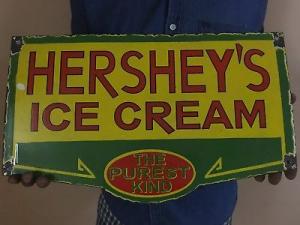 HERSHEY'S
ICE CREAM
THE
PUREST
KIND